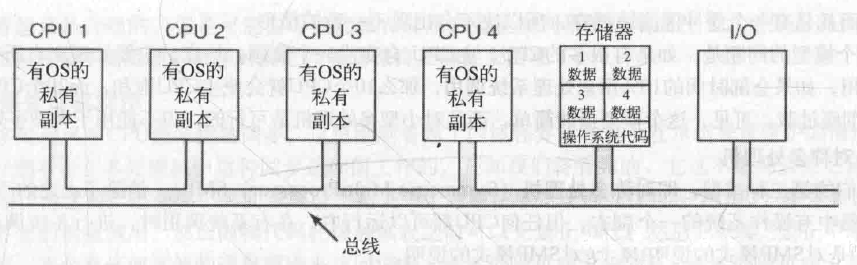 CPU 1 CPU 2 CPU 3 CPU 4 存储器 I/O
有OS的
私有
副本
有OS的
私有
副本
有OS的
私有
副本
有OS的
私有
副本
1 2
数据 数据
3 4
数据 数据
操作系统代码
总线